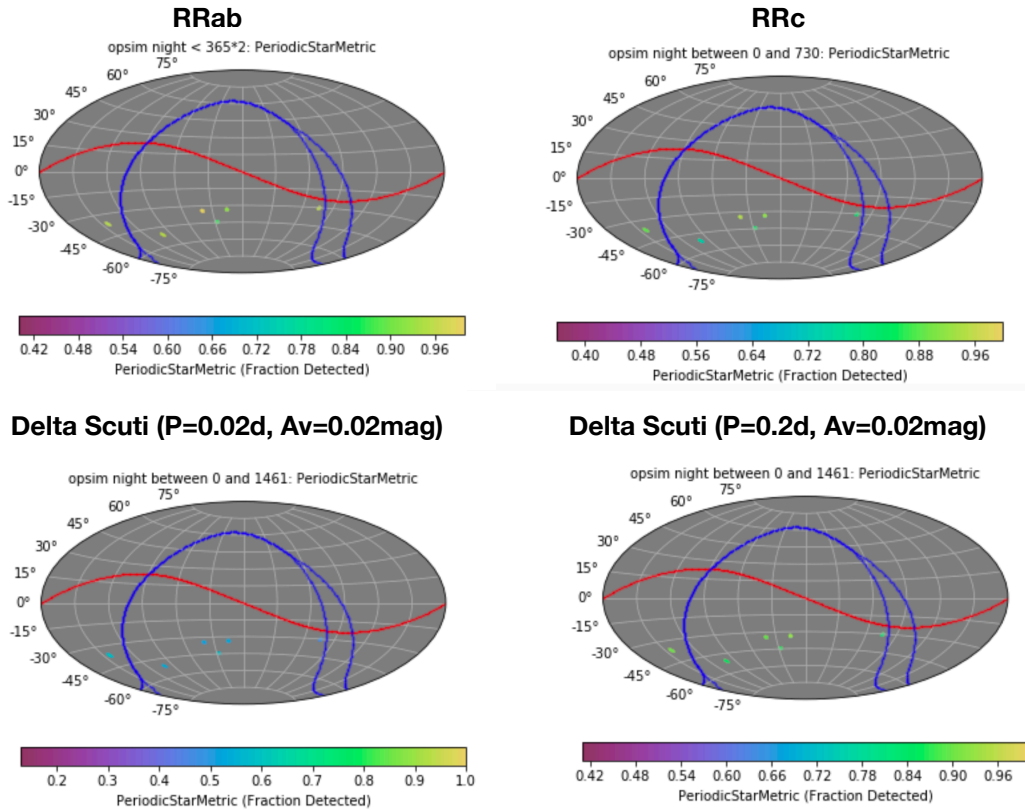 RRab
opsim night < 365*2: PeriodicStarMetric
75°
60°
45°
30°
15°
0°
-15°
-30°
-45°
-60°
-75°
0.42 0.48 0.54 0.60 0.66 0.72 0.78 0.84 0.90 0.96
PeriodicStarMetric (Fraction Detected)
RRc
opsim night between 0 and 730: PeriodicStarMetric
75°
60°
45°
30°
15°
0°
-15°
-30°
-45°
-60°
-75°
0.40 0.48 0.56 0.64 0.72 0.80 0.88 0.96
PeriodicStarMetric (Fraction Detected)
Delta Scuti (P=0.02d, Av=0.02mag)
opsim night between 0 and 1461: PeriodicStarMetric
75°
60°
45°
30°
15°
0°
-15°
-30°
-45°
-60°
-75°
0.2 0.3 0.4 0.5 0.6 0.7 0.8 0.9 1.0
PeriodicStarMetric (Fraction Detected)
Delta Scuti (P=0.2d, Av=0.02mag)
opsim night between 0 and 1461: PeriodicStarMetric
75°
60°
45°
30°
15°
0°
-15°
-30°
-45°
-60°
-75°
0.42 0.48 0.54 0.60 0.66 0.72 0.78 0.84 0.90 0.96
PeriodicStarMetric (Fraction Detected)